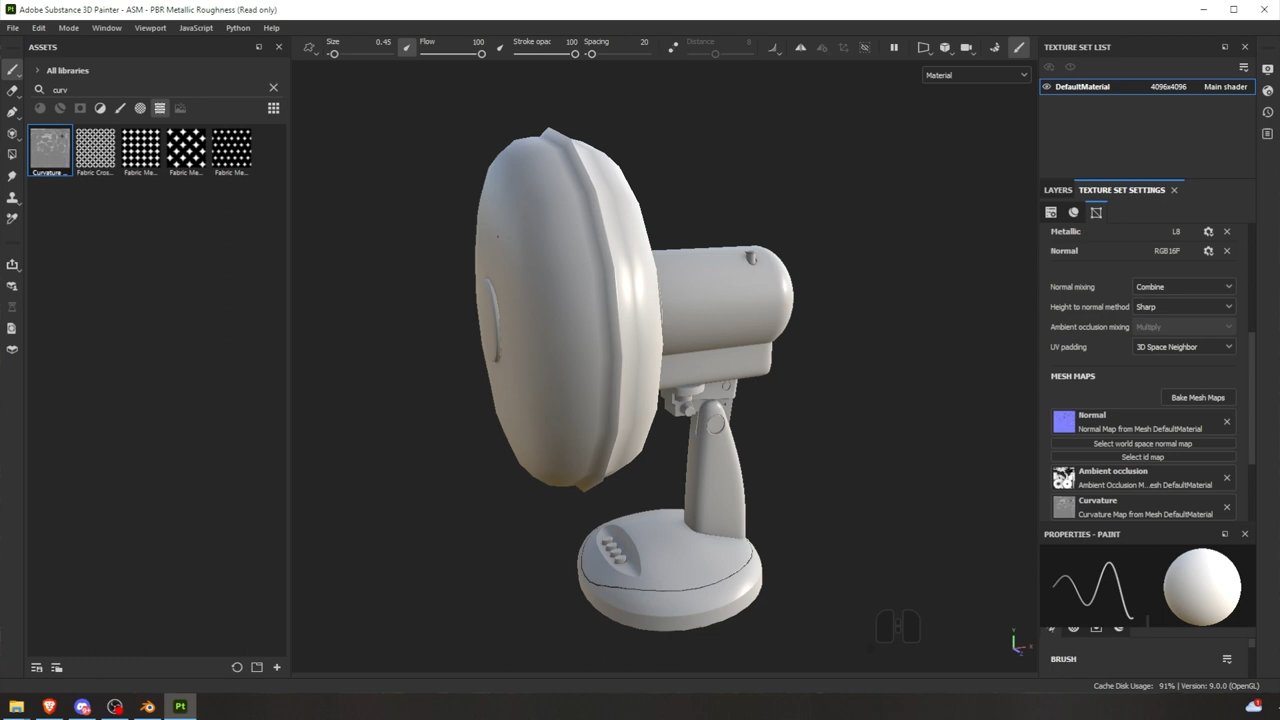 Pt Adobe Substance 3D Painter - ASM - PBR Metallic Roughness (Read only)
File Edit Mode Window Viewport JavaScript Python Help
ASSETS
Size 0.45 Flow 100 Stroke opac 100 Spacing 20 Distance 8
TEXTURE SET LIST
All libraries
Material
curv
DefaultMaterial 4096x4096 Main shader
Curvature ... Fabric Cros... Fabric Me... Fabric Me... Fabric Me...
LAYERS TEXTURE SET SETTINGS
Metallic L8
Normal RGB16F
Normal mixing Combine
Height to normal method Sharp
Ambient occlusion mixing Multiply
UV padding 3D Space Neighbor
MESH MAPS
Bake Mesh Maps
Normal
Normal Map from Mesh DefaultMaterial
Select world space normal map
Select id map
Ambient occlusion
Ambient Occlusion M...esh DefaultMaterial
Curvature
Curvature Map from Mesh DefaultMaterial
PROPERTIES - PAINT
BRUSH
Cache Disk Usage: 91% | Version: 9.0.0 (OpenGL)
Pt